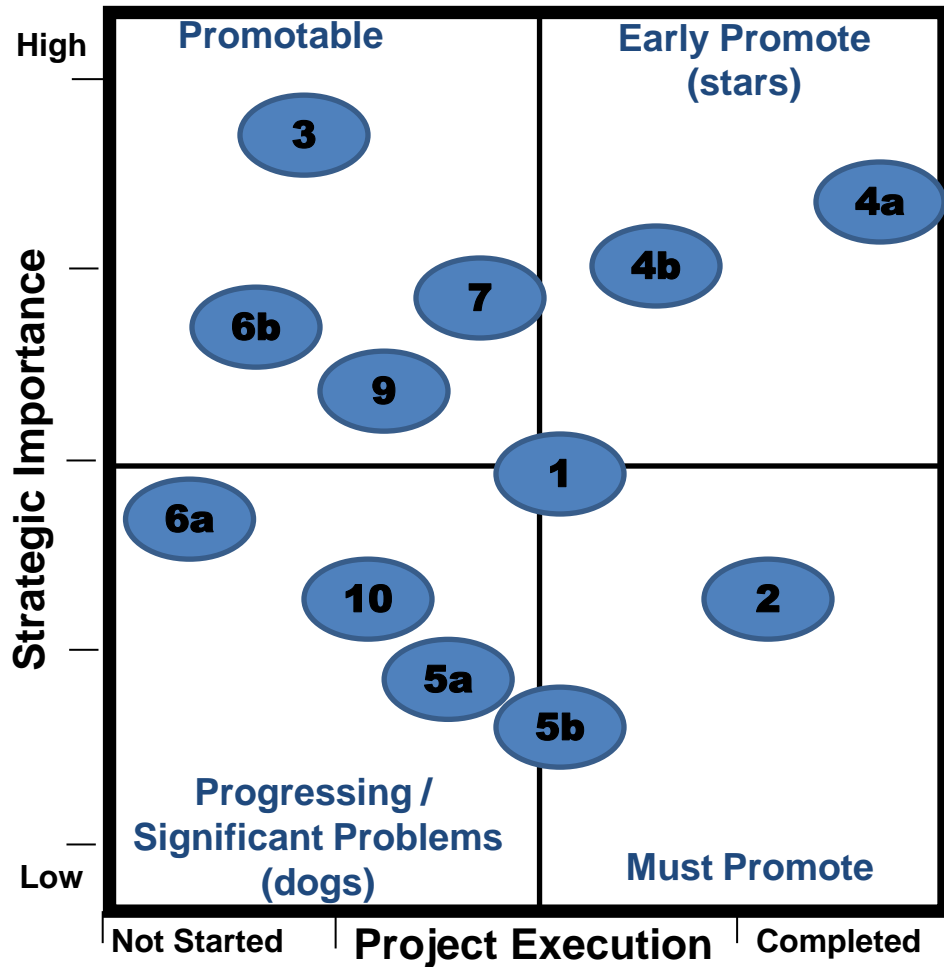 High
Promotable
Early Promote
(stars)
3
4a
4b
7
6b
9
Strategic Importance
1
6a
10
2
5a
5b
Progressing /
Significant Problems
(dogs)
Must Promote
Low
Not Started
Project Execution
Completed